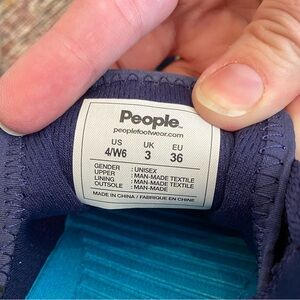 People
peoplefootwear.com
US UK EU
4/W6 3 36
GENDER : UNISEX
UPPER : MAN-MADE TEXTILE
LINING : MAN-MADE TEXTILE
OUTSOLE : MAN-MADE
MADE IN CHINA / FABRIQUE EN CHINE